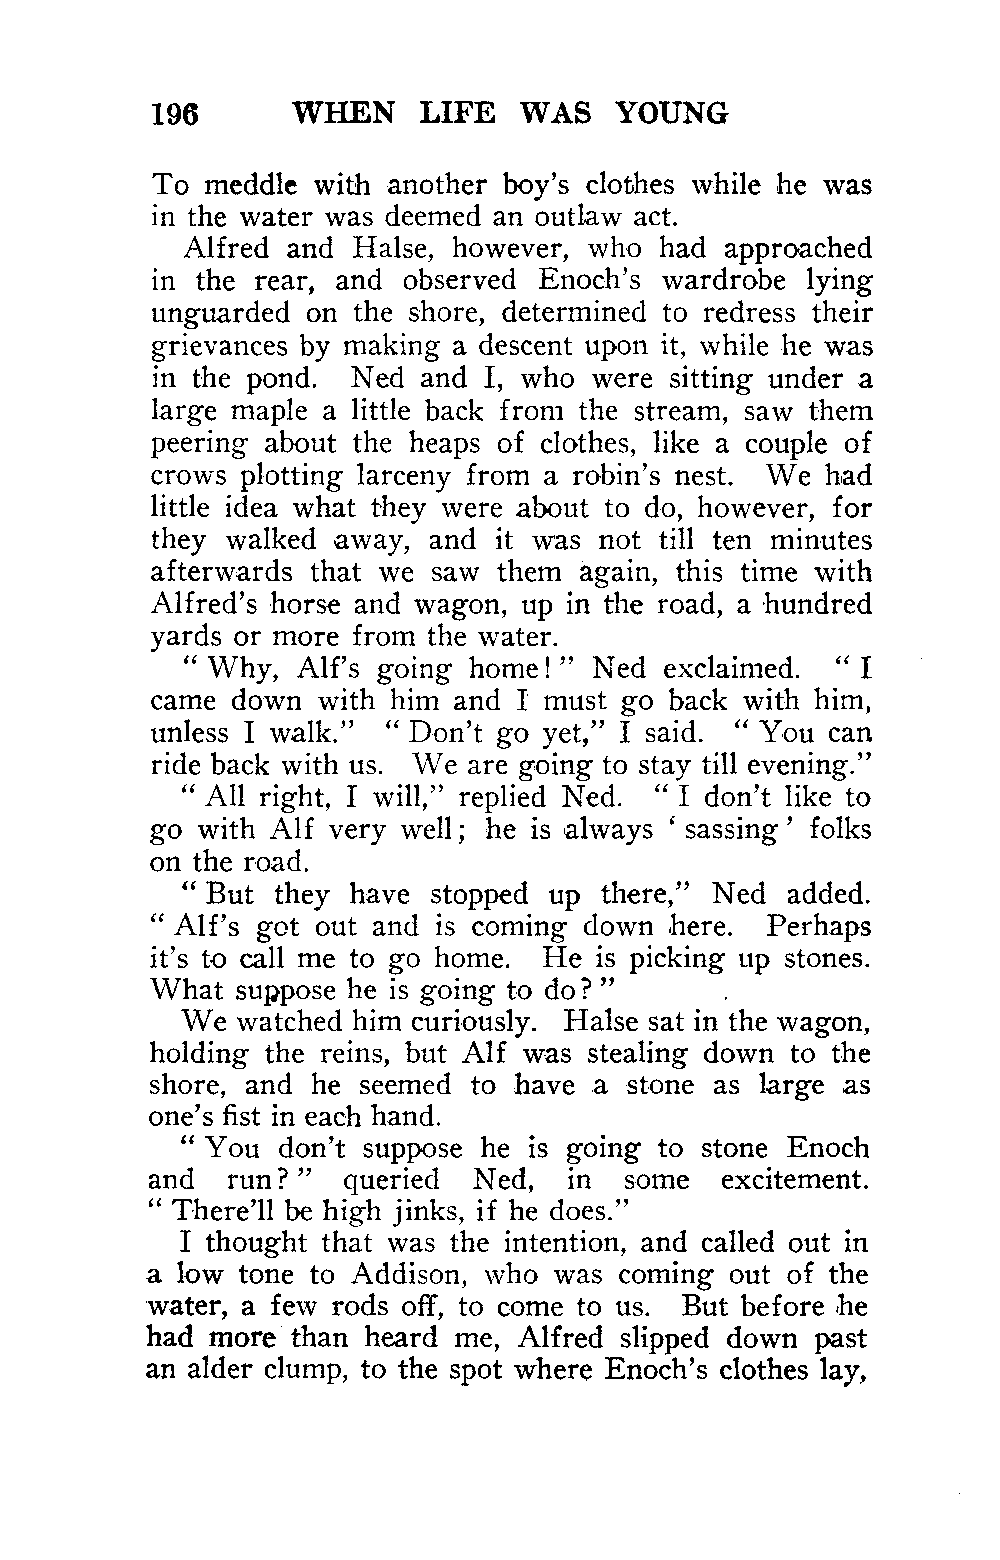 196 WHEN LIFE WAS YOUNG
To meddle with another boy's clothes while he was
in the water was deemed an outlaw act.
Alfred and Halse, however, who had approached
in the rear, and observed Enoch's wardrobe lying
unguarded on the shore, determined to redress their
grievances by making a descent upon it, while he was
in the pond. Ned and I, who were sitting under a
large maple a little back from the stream, saw them
peering about the heaps of clothes, like a couple of
crows plotting larceny from a robin's nest. We had
little idea what they were about to do, however, for
they walked away, and it was not till ten minutes
afterwards that we saw them again, this time with
Alfred's horse and wagon, up in the road, a hundred
yards or more from the water.
" Why, Alf's going home! " Ned exclaimed. " I
came down with him and I must go back with him,
unless I walk." " Don't go yet," I said. " You can
ride back with us. We are going to stay till evening."
" All right, I will," replied Ned. " I don't like to
go with Alf very well; he is always ' sassing ' folks
on the road.
" But they have stopped up there," Ned added.
" Alf's got out and is coming down here. Perhaps
it's to call me to go home. He is picking up stones.
What suppose he is going to do? "
We watched him curiously. Halse sat in the wagon,
holding the reins, but Alf was stealing down to the
shore, and he seemed to have a stone as large as
one's fist in each hand.
" You don't suppose he is going to stone Enoch
and run? " queried Ned, in some excitement.
" There'll be high jinks, if he does."
I thought that was the intention, and called out in
a low tone to Addison, who was coming out of the
water, a few rods off, to come to us. But before he
had more than heard me, Alfred slipped down past
an alder clump, to the spot where Enoch's clothes lay,